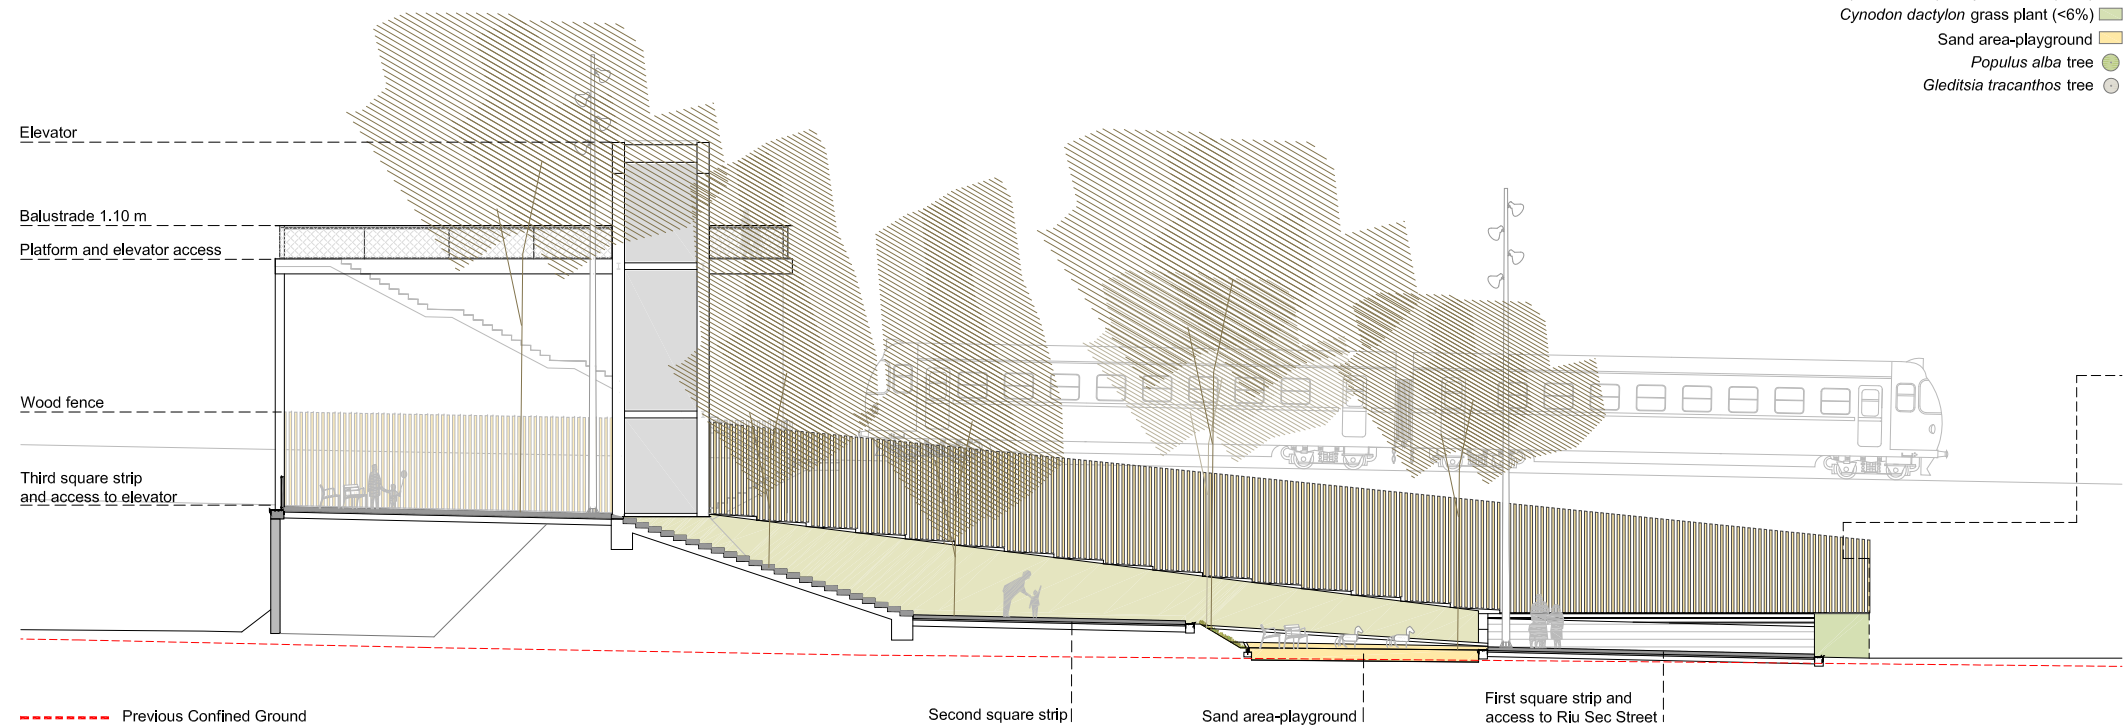 Cynodon dactylon grass plant (<6%)
Sand area-playground
Populus alba tree
Gleditsia tracanthos tree
Elevator
Balustrade 1.10 m
Platform and elevator access
Wood fence
Third square strip
and access to elevator
Second square strip
Sand area-playground
First square strip and
access to Riu Sec Street
Previous Confined Ground